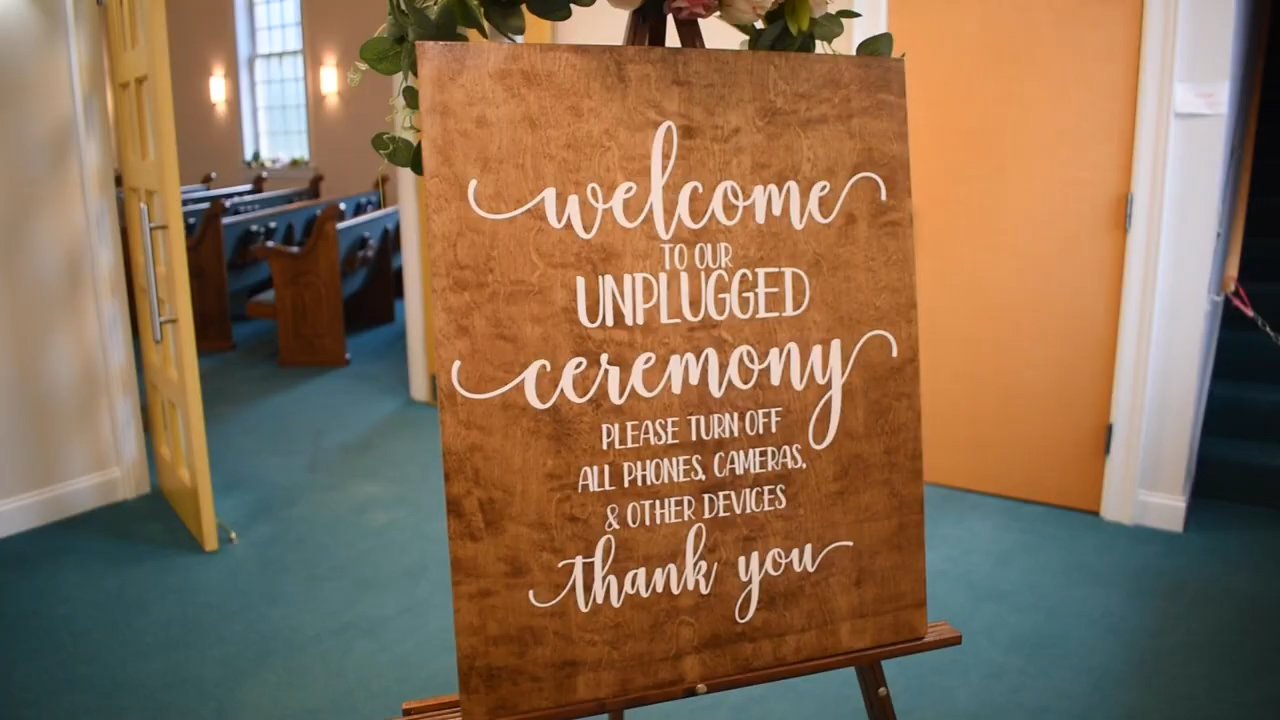 welcome
TO OUR
UNPLUGGED
ceremony
PLEASE TURN OFF
ALL PHONES, CAMERAS,
& OTHER DEVICES
thank you